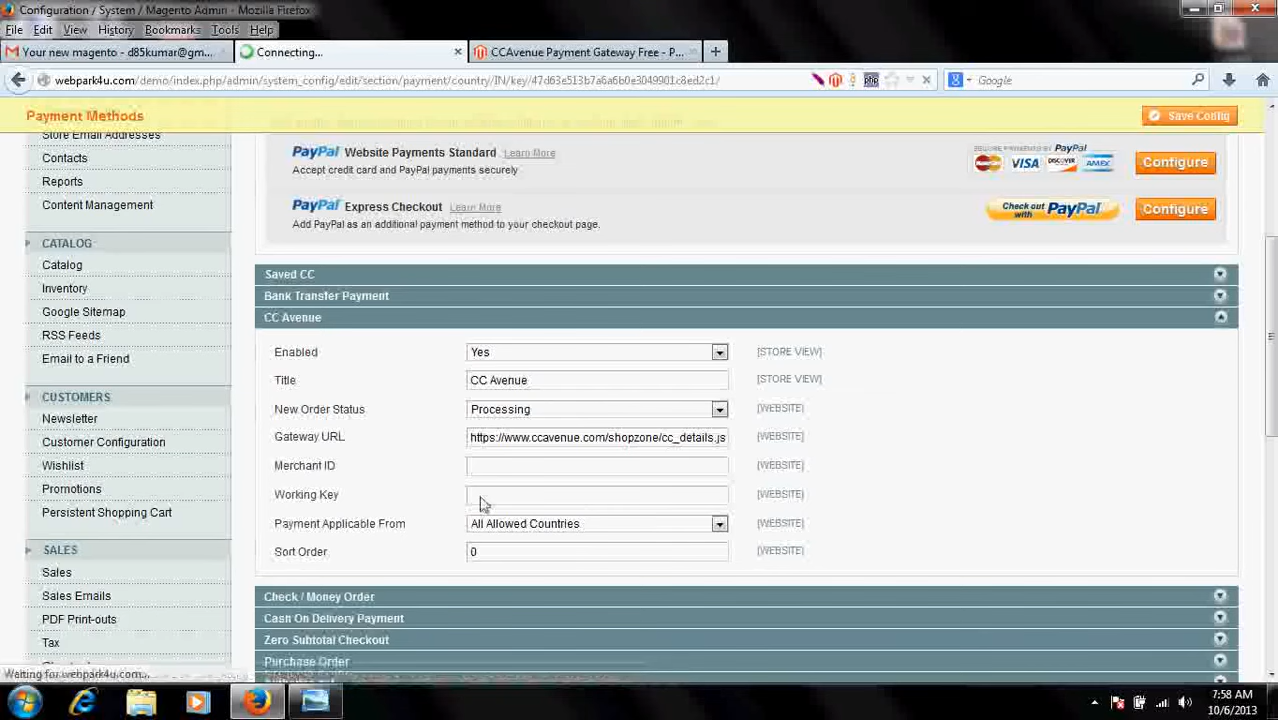 Configuration / System / Magento Admin - Mozilla Firefox
File Edit View History Bookmarks Tools Help
Your new magento - d85kumar@gm...
Connecting...
CCAvenue Payment Gateway Free - P...
webpark4u.com/demo/index.php/admin/system_config/edit/section/payment/country/IN/key/47d63e513b7a6a6b0e3049901c8ed2c1/
Google
Payment Methods
Save Config
Store Email Addresses
Contacts
Reports
Content Management
CATALOG
Catalog
Inventory
Google Sitemap
RSS Feeds
Email to a Friend
CUSTOMERS
Newsletter
Customer Configuration
Wishlist
Promotions
Persistent Shopping Cart
SALES
Sales
Sales Emails
PDF Print-outs
Tax
PayPal Website Payments Standard Learn More
Accept credit card and PayPal payments securely
PayPal
MasterCard VISA DISCOVER AMEX
Configure
PayPal Express Checkout Learn More
Add PayPal as an additional payment method to your checkout page.
Check out with PayPal
Configure
Saved CC
Bank Transfer Payment
CC Avenue
Enabled Yes [STORE VIEW]
Title CC Avenue [STORE VIEW]
New Order Status Processing [WEBSITE]
Gateway URL https://www.ccavenue.com/shopzone/cc_details.js [WEBSITE]
Merchant ID [WEBSITE]
Working Key [WEBSITE]
Payment Applicable From All Allowed Countries [WEBSITE]
Sort Order 0 [WEBSITE]
Check / Money Order
Cash On Delivery Payment
Zero Subtotal Checkout
Purchase Order
Waiting for webpark4u.com...
7:58 AM
10/6/2013